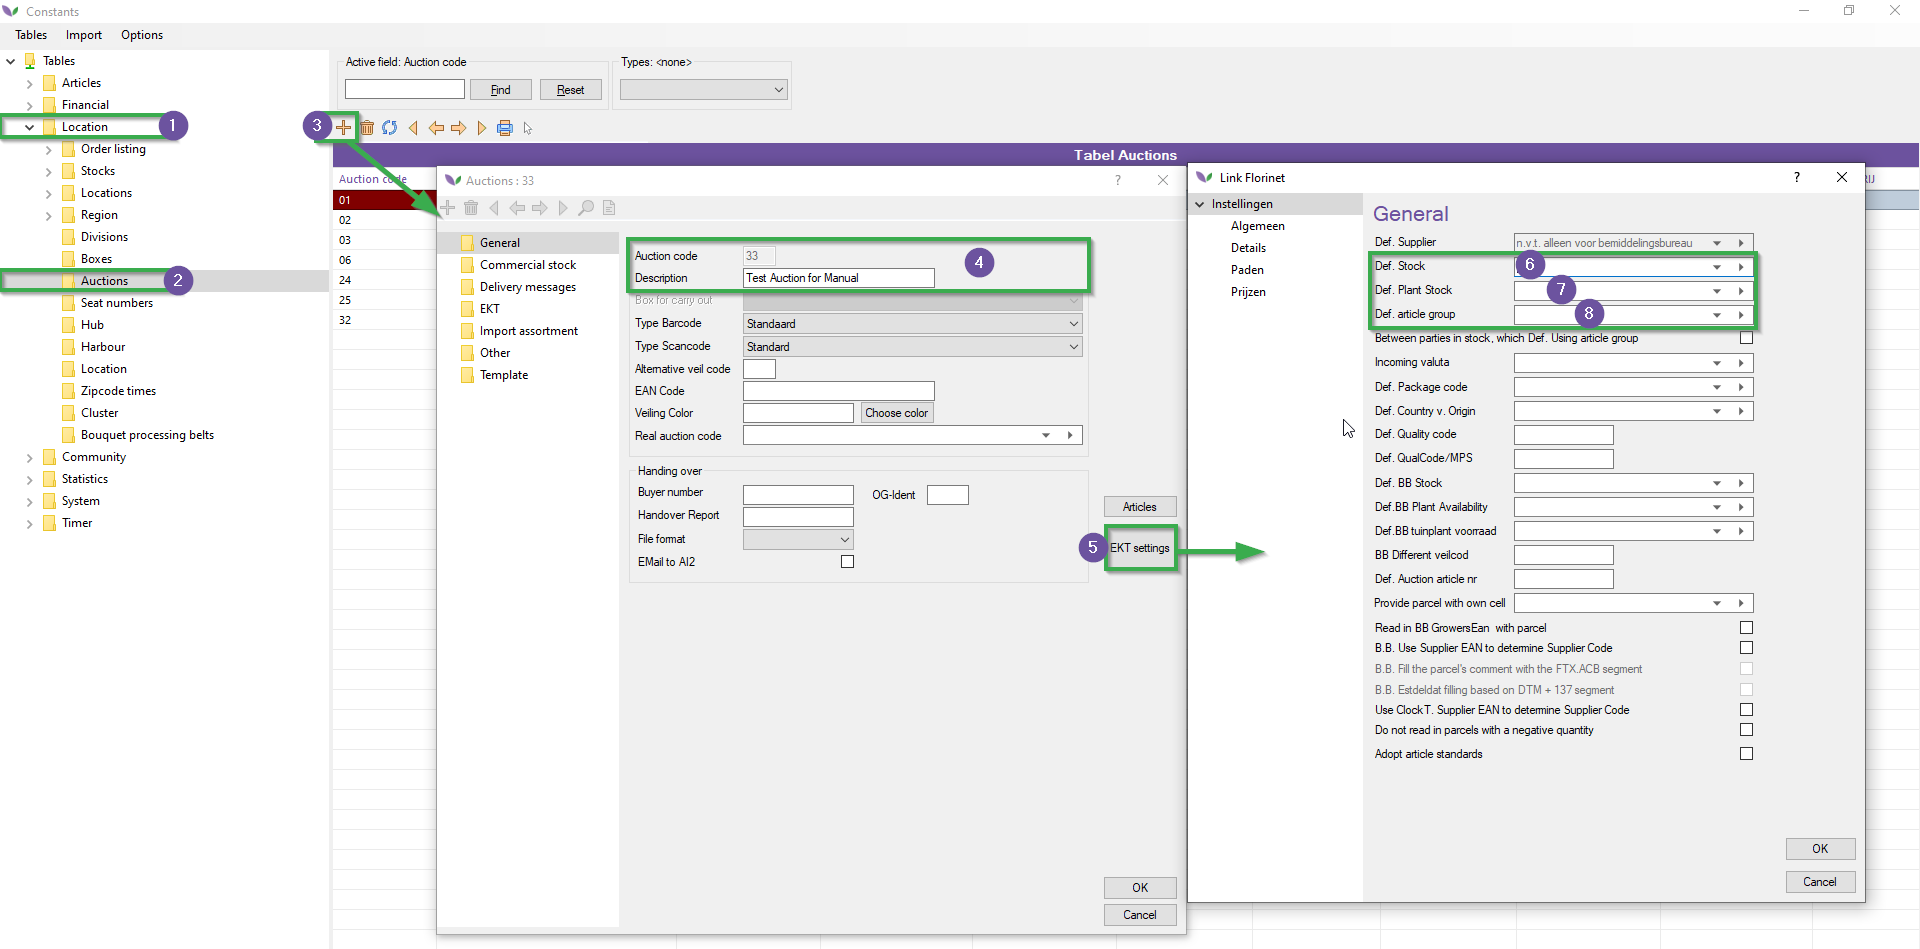 Constants
Tables Import Options
Tables
Articles
Financial
Location 1
Order listing
Stocks
Locations
Region
Divisions
Boxes
Auctions 2
Seat numbers
Hub
Harbour
Location
Zipcode times
Cluster
Bouquet processing belts
Community
Statistics
System
Timer
Active field: Auction code
Find Reset
Types: <none>
3
Tabel Auctions
Auction code
01
02
03
06
24
25
32
Auctions : 33 ?
General
Commercial stock
Delivery messages
EKT
Import assortment
Other
Template
Auction code 33 4
Description Test Auction for Manual
Box for carry out
Type Barcode Standaard
Type Scancode Standard
Alternative veil code
EAN Code
Veiling Color Choose color
Real auction code
Handing over
Buyer number OG-Ident
Handover Report
File format
EMail to AI2
Articles
5 EKT settings
OK
Cancel
Link Florinet ?
Instellingen
Algemeen
Details
Paden
Prijzen
General
Def. Supplier n.v.t. alleen voor bemiddelingsbureau
Def. Stock 6
Def. Plant Stock 7
Def. article group 8
Between parties in stock, which Def. Using article group
Incoming valuta
Def. Package code
Def. Country v. Origin
Def. Quality code
Def. QualCode/MPS
Def. BB Stock
Def.BB Plant Availability
Def.BB tuinplant voorraad
BB Different veilcod
Def. Auction article nr
Provide parcel with own cell
Read in BB GrowersEan with parcel
B.B. Use Supplier EAN to determine Supplier Code
B.B. Fill the parcel's comment with the FTX.ACB segment
B.B. Estdeldat filling based on DTM + 137 segment
Use ClockT. Supplier EAN to determine Supplier Code
Do not read in parcels with a negative quantity
Adopt article standards
OK
Cancel